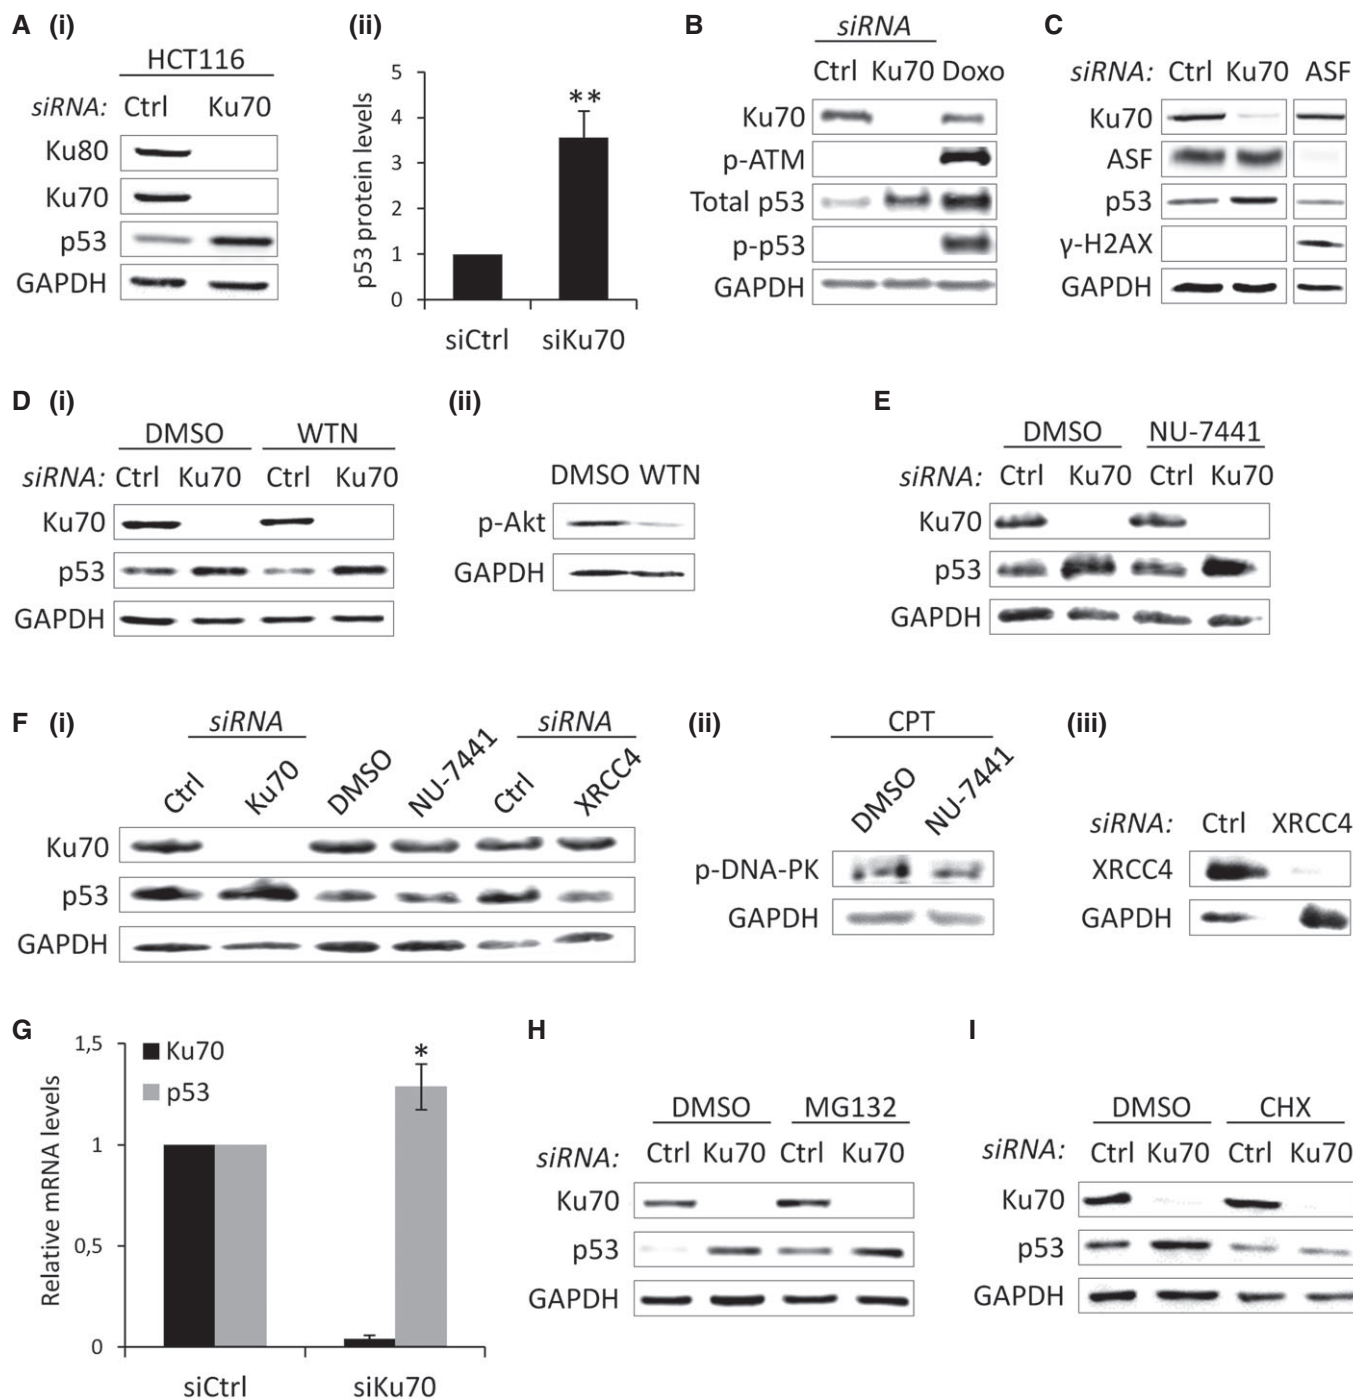 A (i)
HCT116
siRNA: Ctrl Ku70
Ku80
Ku70
p53
GAPDH
(ii)
p53 protein levels
5
4
3
2
1
0
**
siCtrl siKu70
B
siRNA
Ctrl Ku70 Doxo
Ku70
p-ATM
Total p53
p-p53
GAPDH
C
siRNA: Ctrl Ku70 ASF
Ku70
ASF
p53
γ-H2AX
GAPDH
D (i)
DMSO WTN
siRNA: Ctrl Ku70 Ctrl Ku70
Ku70
p53
GAPDH
(ii)
DMSO WTN
p-Akt
GAPDH
E
DMSO NU-7441
siRNA: Ctrl Ku70 Ctrl Ku70
Ku70
p53
GAPDH
F (i)
siRNA siRNA
Ctrl Ku70 DMSO NU-7441 Ctrl XRCC4
Ku70
p53
GAPDH
(ii)
CPT
DMSO NU-7441
p-DNA-PK
GAPDH
(iii)
siRNA: Ctrl XRCC4
XRCC4
GAPDH
G
Relative mRNA levels
1,5
1
0,5
0
Ku70
p53
*
siCtrl siKu70
H
DMSO MG132
siRNA: Ctrl Ku70 Ctrl Ku70
Ku70
p53
GAPDH
I
DMSO CHX
siRNA: Ctrl Ku70 Ctrl Ku70
Ku70
p53
GAPDH